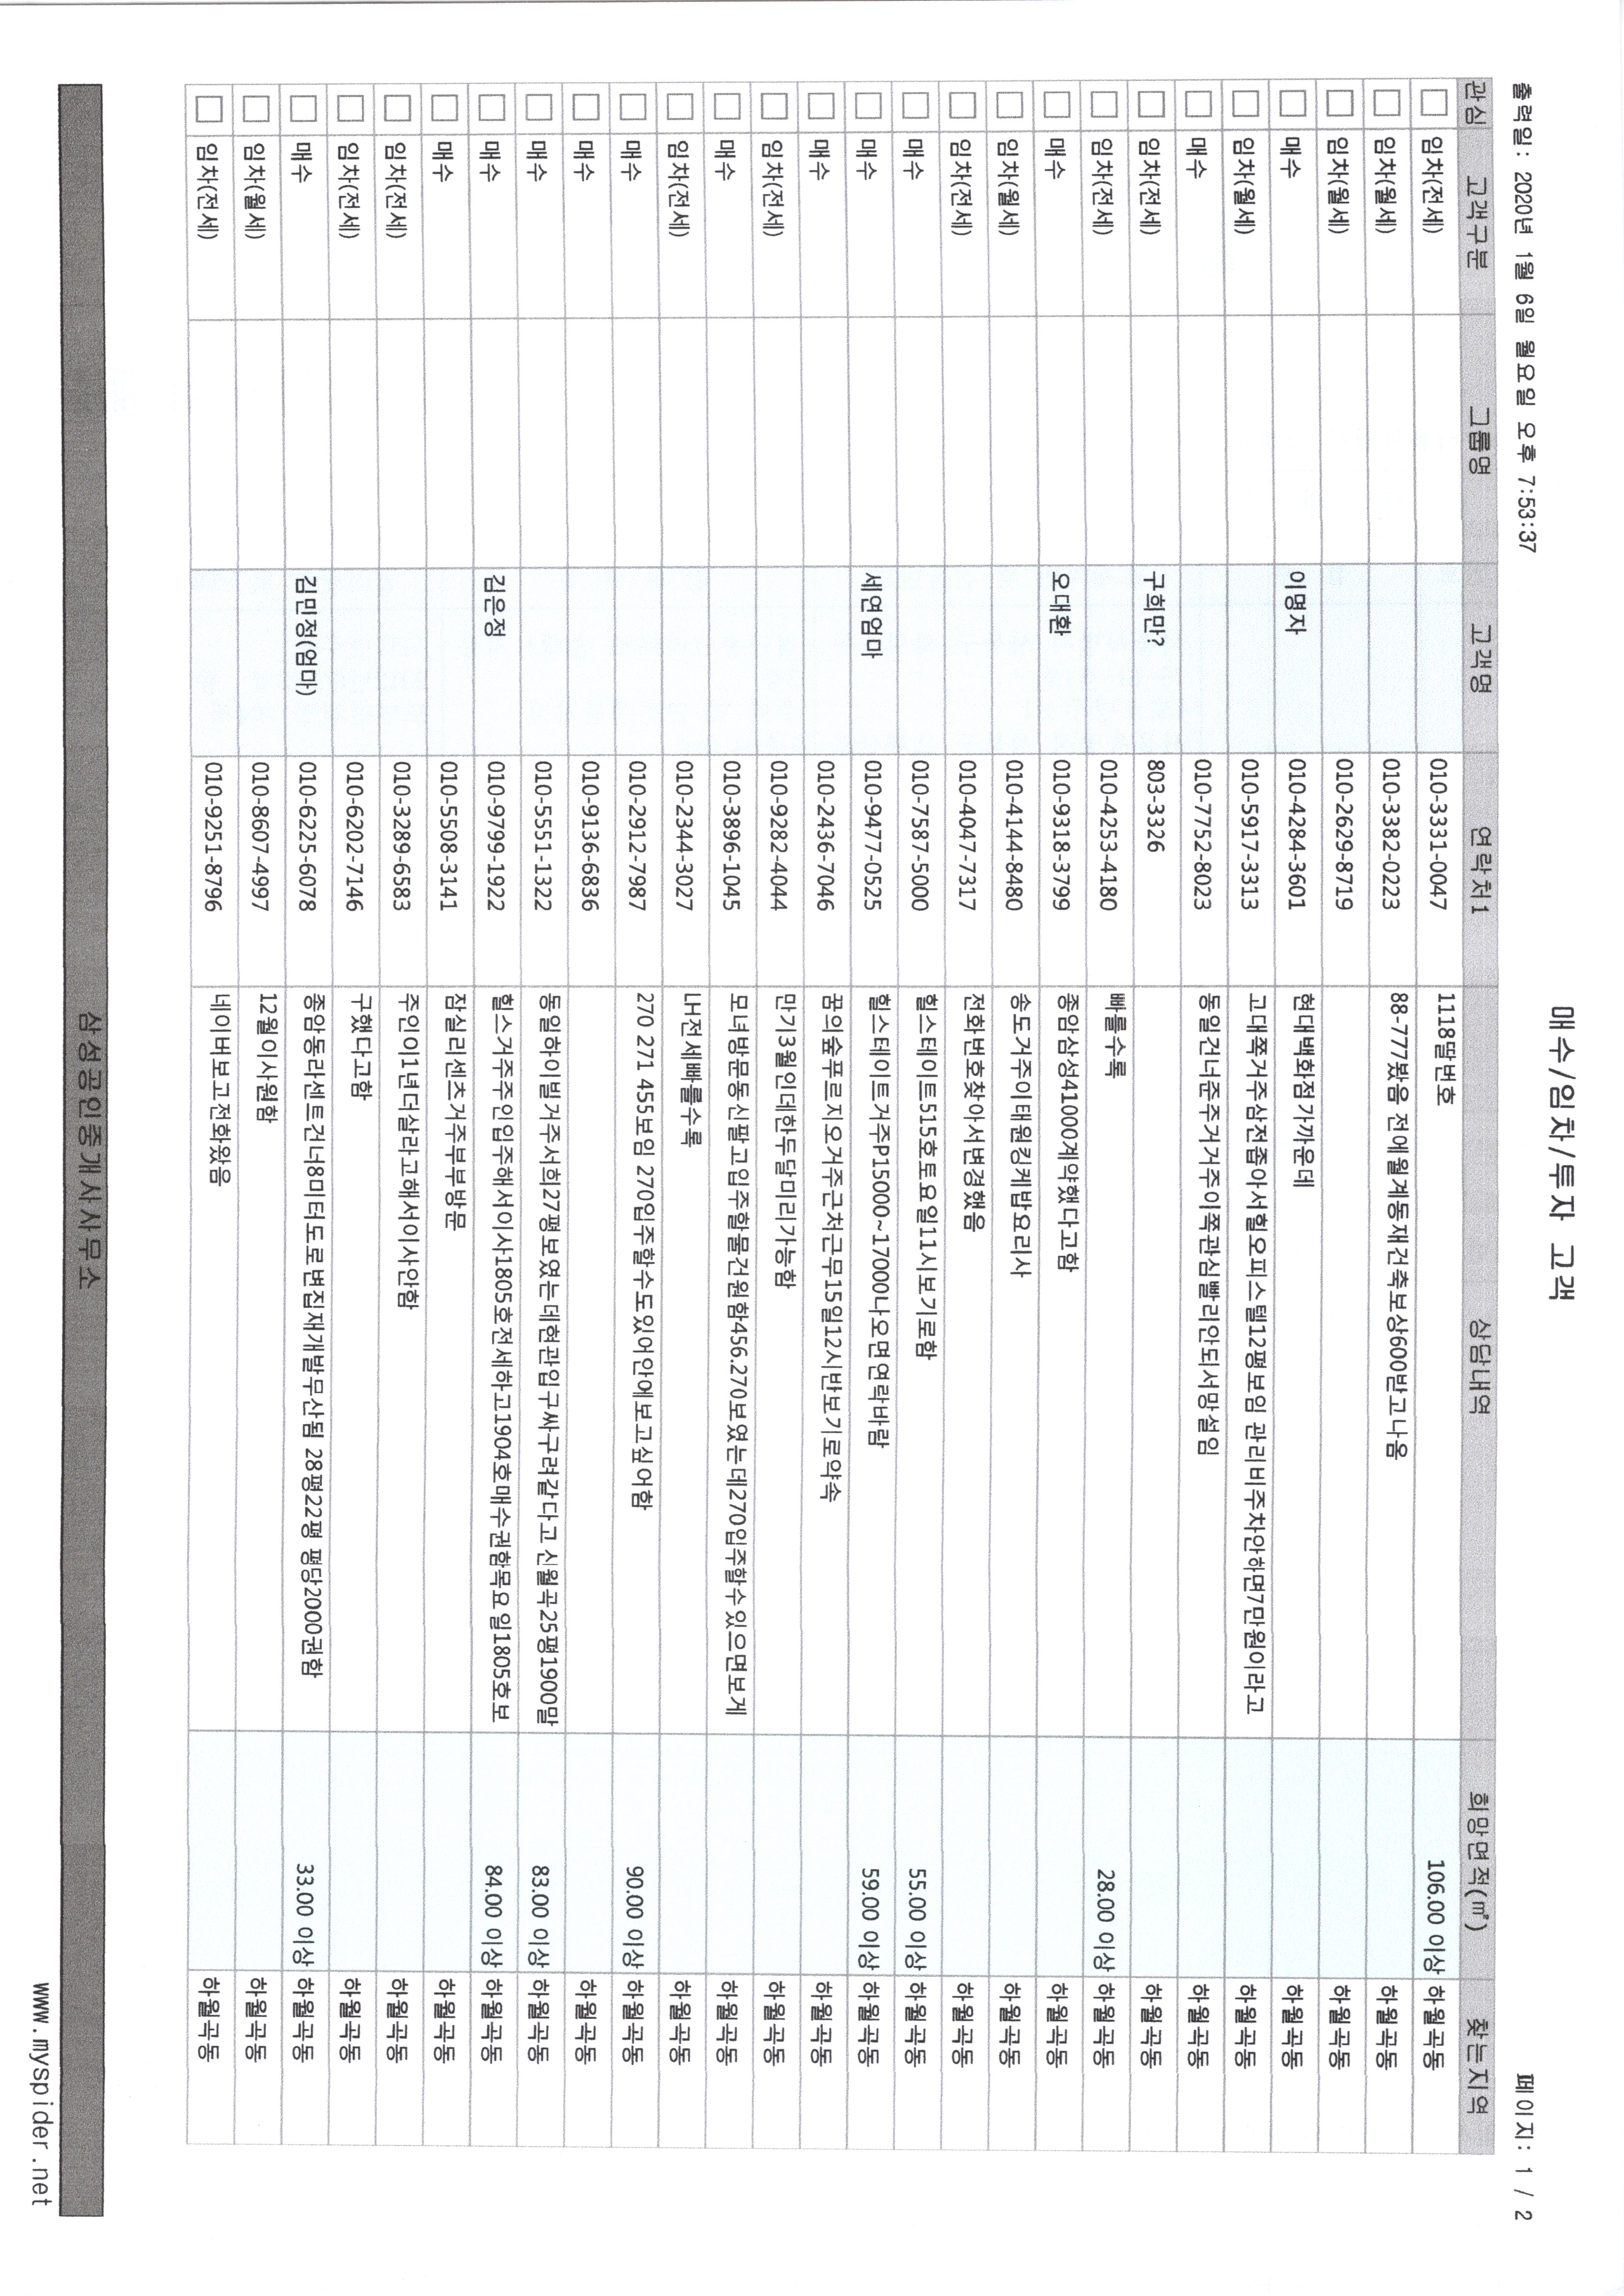 매수/임차/투자 고객
출력일: 2020년 1월 6일 월요일 오후 7:53:37
페이지: 1 / 2
관심 고객구분 그룹명 고객명 연락처1 상담내역 희망면적(㎡) 찾는지역
임차(전세) 010-3331-0047 1118딸번호 106.00 이상 하월곡동
임차(월세) 010-3382-0223 88-777봤음 전에월계동재건축보상600받고나옴 하월곡동
임차(월세) 010-2629-8719 하월곡동
매수 이명자 010-4284-3601 현대백화점가까운데 하월곡동
임차(월세) 010-5917-3313 고대쪽거주삼전좁아서힐오피스텔12평보임 관리비주차안하면7만원이라고 하월곡동
매수 010-7752-8023 동일건너준주거거주이쪽관심빨리안되서망설임 하월곡동
임차(전세) 구희만? 803-3326 하월곡동
임차(전세) 010-4253-4180 빠를수록 28.00 이상 하월곡동
매수 오대환 010-9318-3799 종암삼성41000계약했다고함 하월곡동
임차(월세) 010-4144-8480 송도거주이태원킹케밥요리사 하월곡동
임차(전세) 010-4047-7317 전화번호찾아서변경했음 하월곡동
매수 010-7587-5000 힐스테이트515호토요일11시보기로함 55.00 이상 하월곡동
매수 세연엄마 010-9477-0525 힐스테이트거주P15000~17000나오면연락바람 59.00 이상 하월곡동
매수 010-2436-7046 꿈의숲푸르지오거주근처근무15일12시반보기로약속 하월곡동
임차(전세) 010-9282-4044 만기3월인데한두달미리가능함 하월곡동
매수 010-3896-1045 모녀방문동신팔고입주할물건원함456.270보였는데270입주할수있으면보게 하월곡동
임차(전세) 010-2344-3027 LH전세빠를수록 하월곡동
매수 010-2912-7987 270 271 455보임 270입주할수도있어안에보고싶어함 90.00 이상 하월곡동
매수 010-9136-6836 하월곡동
매수 010-5551-1322 동일하이빌거주서희27평보였는데현관입구싸구려같다고 신월곡25평1900말 83.00 이상 하월곡동
매수 김은정 010-9799-1922 힐스거주주인입주해서이사1805호전세하고1904호매수권함목요일1805호보 84.00 이상 하월곡동
매수 010-5508-3141 잠실리센츠거주부부방문 하월곡동
임차(전세) 010-3289-6583 주인이1년더살라고해서이사안함 하월곡동
임차(전세) 010-6202-7146 구했다고함 하월곡동
매수 김민정(엄마) 010-6225-6078 종암동라센트건너8미터도로변집재개발무산됨 28평22평 평당2000권함 33.00 이상 하월곡동
임차(월세) 010-8607-4997 12월이사원함 하월곡동
임차(전세) 010-9251-8796 네이버보고전화왔음 하월곡동
삼성공인중개사사무소
www.myspider.net